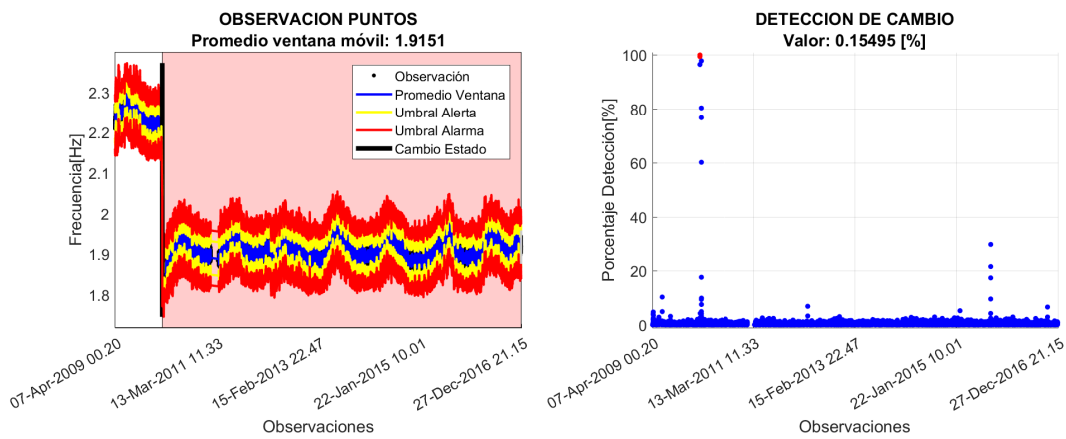 OBSERVACION PUNTOS
Promedio ventana móvil: 1.9151
Frecuencia[Hz]
2.3
2.2
2.1
2
1.9
1.8
Observación
Promedio Ventana
Umbral Alerta
Umbral Alarma
Cambio Estado
07-Apr-2009 00.20
13-Mar-2011 11.33
15-Feb-2013 22.47
22-Jan-2015 10.01
27-Dec-2016 21.15
Observaciones
DETECCION DE CAMBIO
Valor: 0.15495 [%]
Porcentaje Detección[%]
100
80
60
40
20
0
07-Apr-2009 00.20
13-Mar-2011 11.33
15-Feb-2013 22.47
22-Jan-2015 10.01
27-Dec-2016 21.15
Observaciones